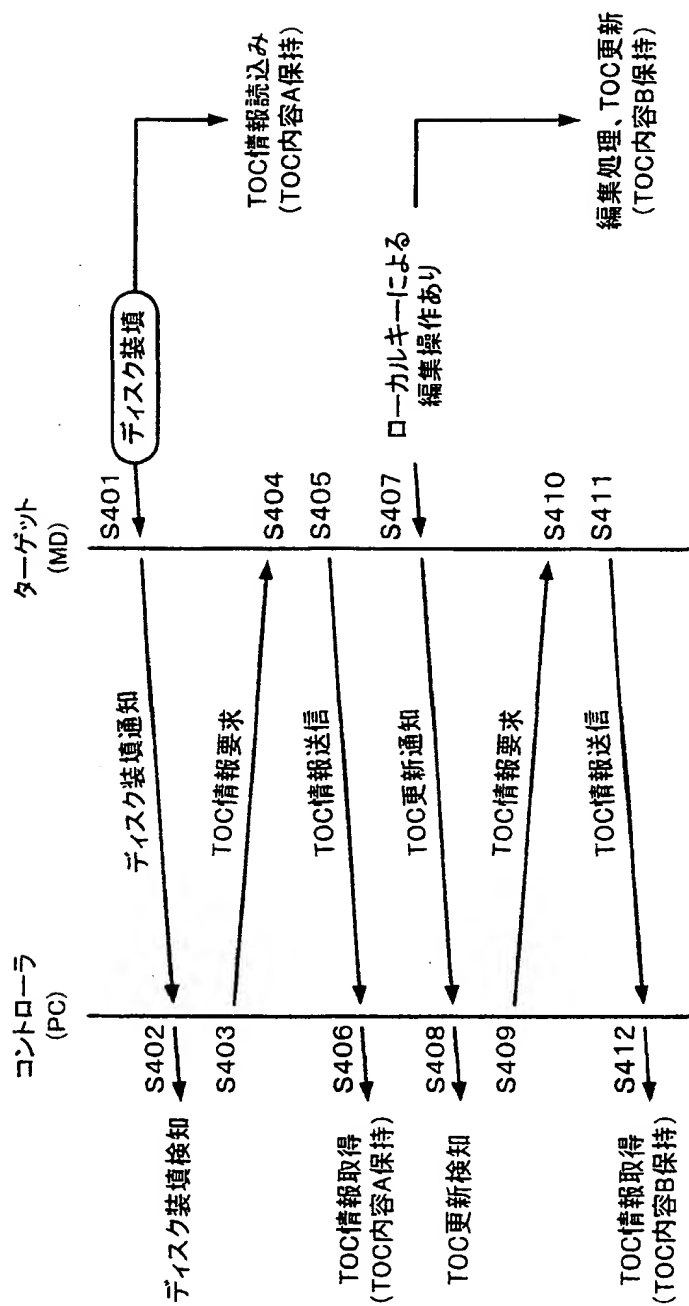 コントローラ
(PC)
ターゲット
(MD)
S401
ディスク装填
TOC情報読込み
(TOC内容A保持)
ディスク装填通知
S402
ディスク装填検知
S403
TOC情報要求
S404
S405
TOC情報送信
S406
TOC情報取得
(TOC内容A保持)
S407
ローカルキーによる
編集操作あり
編集処理、TOC更新
(TOC内容B保持)
TOC更新通知
S408
TOC更新検知
S409
TOC情報要求
S410
S411
TOC情報送信
S412
TOC情報取得
(TOC内容B保持)